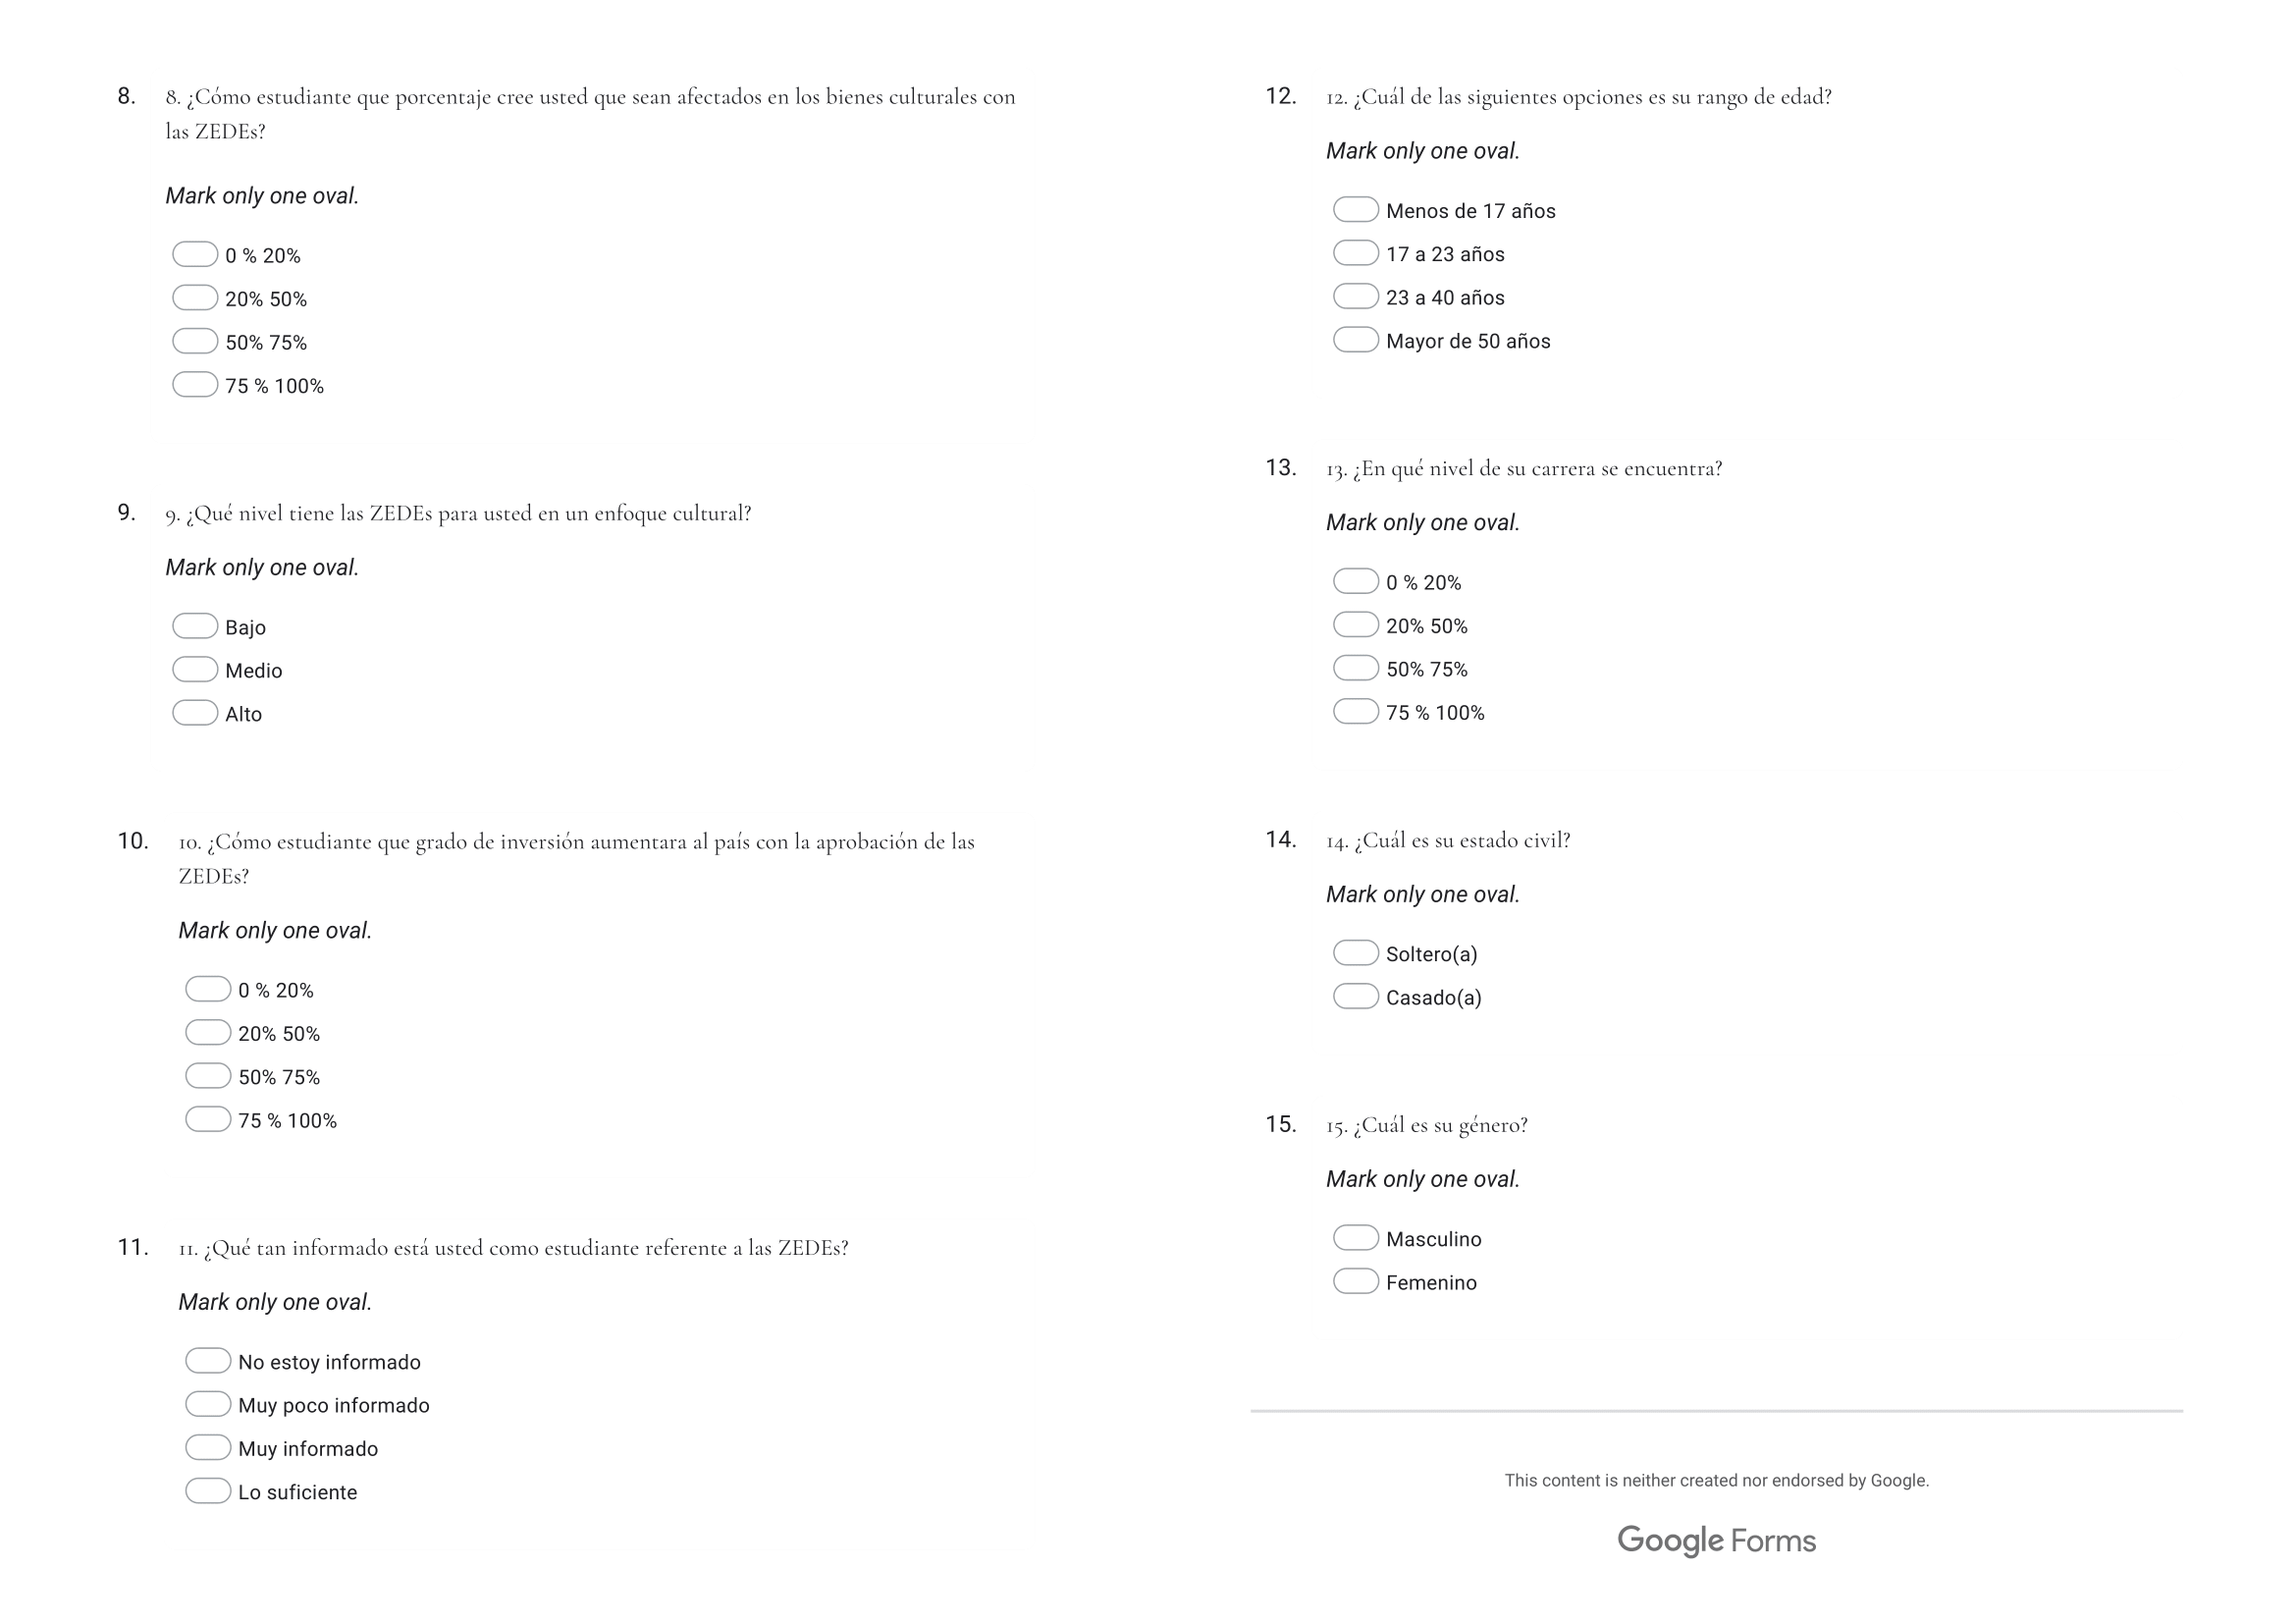 8. 8. ¿Cómo estudiante que porcentaje cree usted que sean afectados en los bienes culturales con
las ZEDEs?
Mark only one oval.
0 % 20%
20% 50%
50% 75%
75 % 100%
9. 9. ¿Qué nivel tiene las ZEDEs para usted en un enfoque cultural?
Mark only one oval.
Bajo
Medio
Alto
10. 10. ¿Cómo estudiante que grado de inversión aumentara al país con la aprobación de las
ZEDEs?
Mark only one oval.
0 % 20%
20% 50%
50% 75%
75 % 100%
11. 11. ¿Qué tan informado está usted como estudiante referente a las ZEDEs?
Mark only one oval.
No estoy informado
Muy poco informado
Muy informado
Lo suficiente
12. 12. ¿Cuál de las siguientes opciones es su rango de edad?
Mark only one oval.
Menos de 17 años
17 a 23 años
23 a 40 años
Mayor de 50 años
13. 13. ¿En qué nivel de su carrera se encuentra?
Mark only one oval.
0 % 20%
20% 50%
50% 75%
75 % 100%
14. 14. ¿Cuál es su estado civil?
Mark only one oval.
Soltero(a)
Casado(a)
15. 15. ¿Cuál es su género?
Mark only one oval.
Masculino
Femenino
This content is neither created nor endorsed by Google.
Google Forms